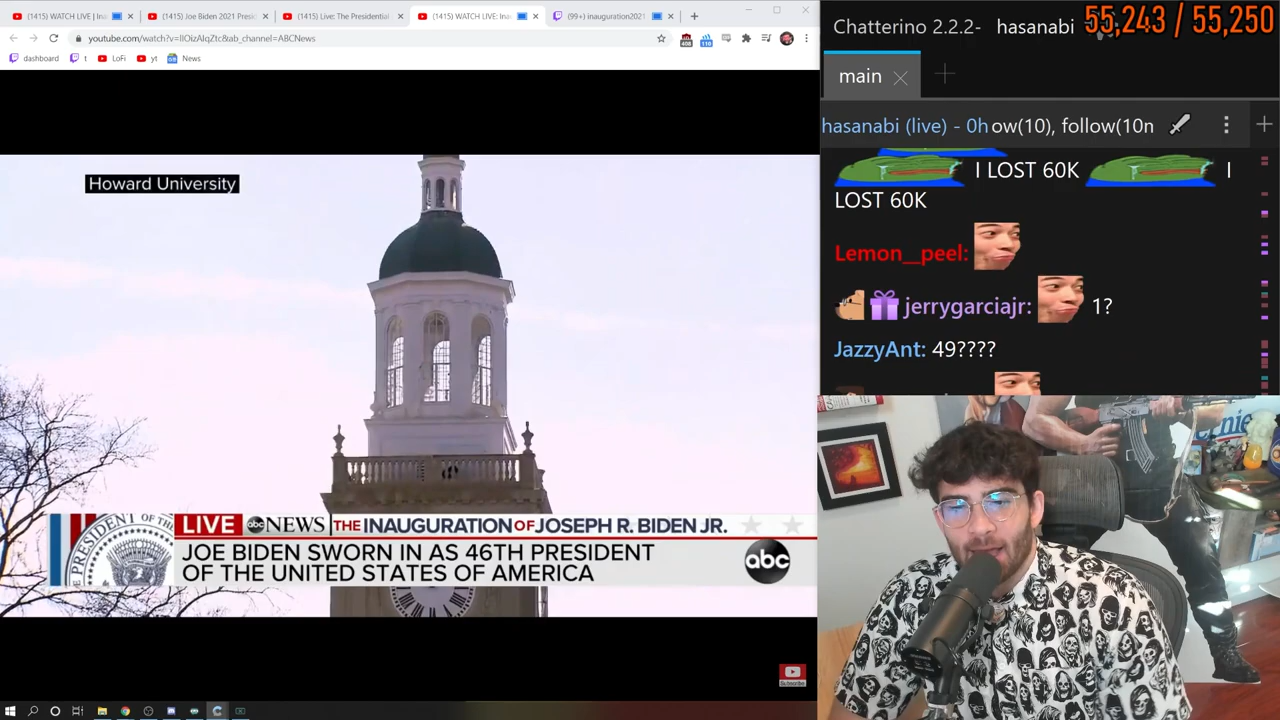 (1415) WATCH LIVE |
(1415) Joe Biden 2021 Presi
(1415) Live: The Presidential
(1415) WATCH LIVE: Ina
(99+) inauguration2021
youtube.com/watch?v=IIOizAlqZtc&ab_channel=ABCNews
dashboard
t
LoFi
yt
News
Howard University
LIVE abc NEWS THE INAUGURATION OF JOSEPH R. BIDEN JR.
JOE BIDEN SWORN IN AS 46TH PRESIDENT
OF THE UNITED STATES OF AMERICA
abc
Subscribe
Chatterino 2.2.2- hasanabi
55,243 / 55,250
main
hasanabi (live) - 0h ow(10), follow(10n
I LOST 60K I
LOST 60K
Lemon__peel:
jerrygarciajr: 1?
JazzyAnt: 49????